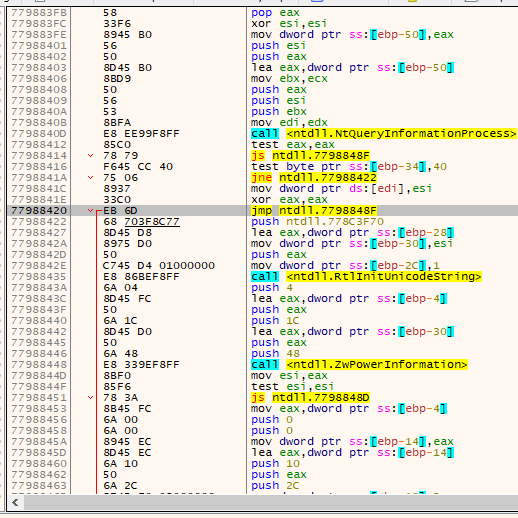 779883FB 58 pop eax
779883FC 33F6 xor esi,esi
779883FE 8945 B0 mov dword ptr ss:[ebp-50],eax
77988401 56 push esi
77988402 50 push eax
77988403 8D45 B0 lea eax,dword ptr ss:[ebp-50]
77988406 8BD9 mov ebx,ecx
77988408 50 push eax
77988409 56 push esi
7798840A 53 push ebx
7798840B 8BFA mov edi,edx
7798840D E8 EE99F8FF call <ntdll.NtQueryInformationProcess>
77988412 85C0 test eax,eax
77988414 78 79 js ntdll.7798848F
77988416 F645 CC 40 test byte ptr ss:[ebp-34],40
7798841A 75 06 jne ntdll.77988422
7798841C 8937 mov dword ptr ds:[edi],esi
7798841E 33C0 xor eax,eax
77988420 EB 6D jmp ntdll.7798848F
77988422 68 703F8C77 push ntdll.778C3F70
77988427 8D45 D8 lea eax,dword ptr ss:[ebp-28]
7798842A 8975 D0 mov dword ptr ss:[ebp-30],esi
7798842D 50 push eax
7798842E C745 D4 01000000 mov dword ptr ss:[ebp-2C],1
77988435 E8 86BEF8FF call <ntdll.RtlInitUnicodeString>
7798843A 6A 04 push 4
7798843C 8D45 FC lea eax,dword ptr ss:[ebp-4]
7798843F 50 push eax
77988440 6A 1C push 1C
77988442 8D45 D0 lea eax,dword ptr ss:[ebp-30]
77988445 50 push eax
77988446 6A 48 push 48
77988448 E8 339EF8FF call <ntdll.ZwPowerInformation>
7798844D 8BF0 mov esi,eax
7798844F 85F6 test esi,esi
77988451 78 3A js ntdll.7798848D
77988453 8B45 FC mov eax,dword ptr ss:[ebp-4]
77988456 6A 00 push 0
77988458 6A 00 push 0
7798845A 8945 EC mov dword ptr ss:[ebp-14],eax
7798845D 8D45 EC lea eax,dword ptr ss:[ebp-14]
77988460 6A 10 push 10
77988462 50 push eax
77988463 6A 2C push 2C